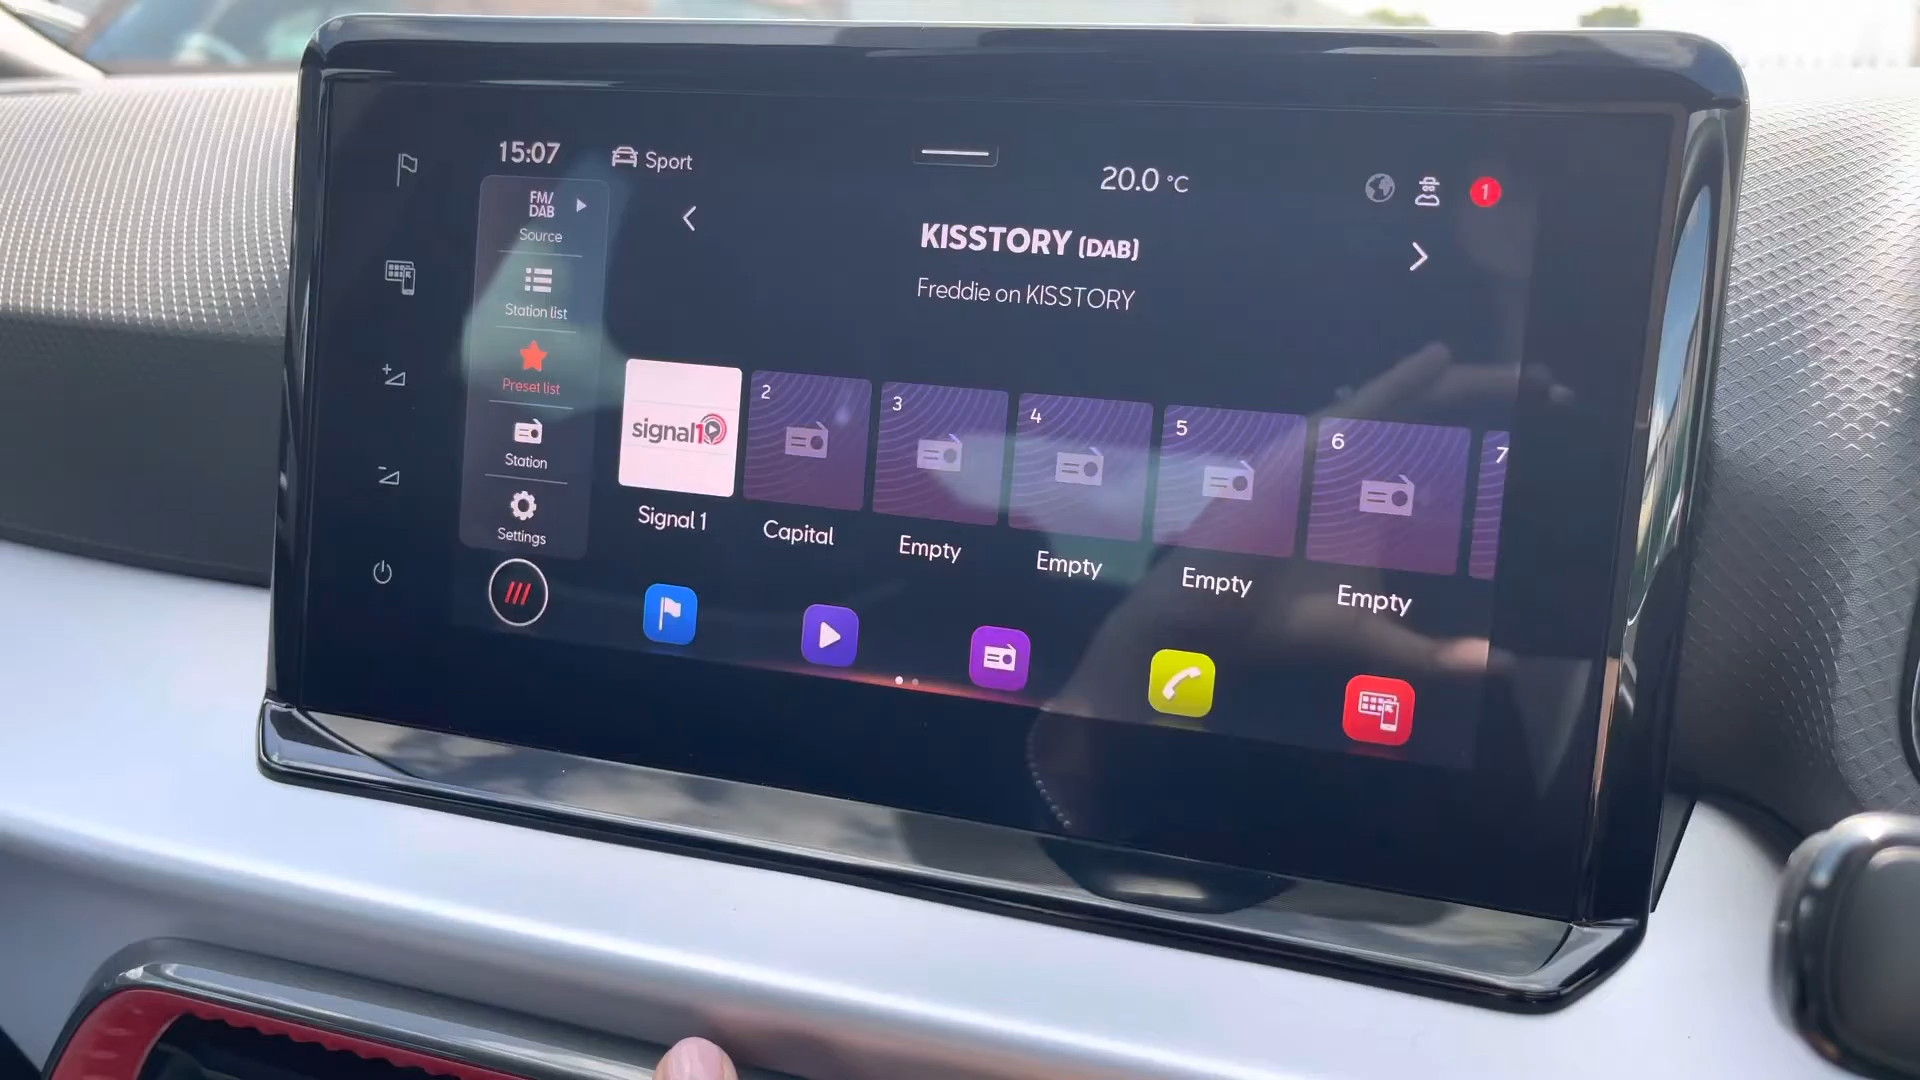 15:07
Sport
20.0 °C
1
FM/
DAB
Source
KISSTORY (DAB)
Freddie on KISSTORY
Station list
Preset list
Station
Settings
signal1
Signal 1
2
Capital
3
Empty
4
Empty
5
Empty
6
Empty
7